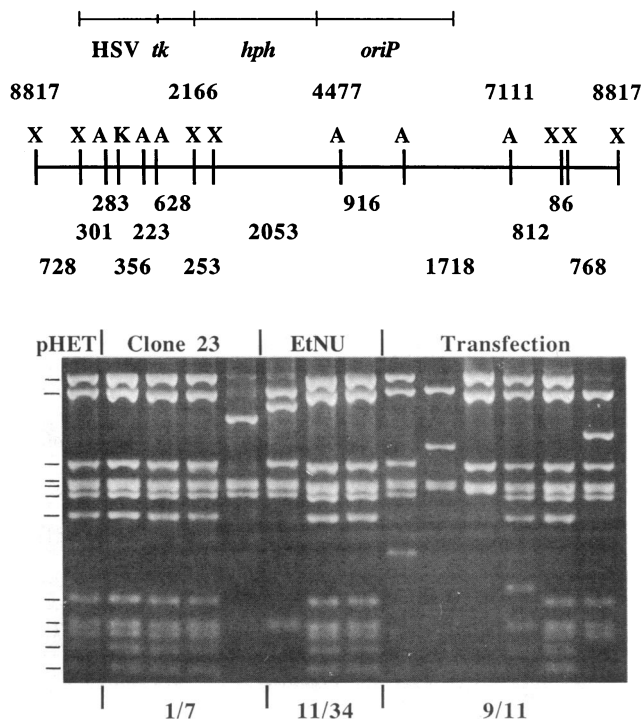 HSV tk hph oriP
8817 2166 4477 7111 8817
X X A K A A X X A A A X X X
283 628 916 86
301 223 2053 812
728 356 253 1718 768
pHET Clone 23 EtNU Transfection
1/7 11/34 9/11